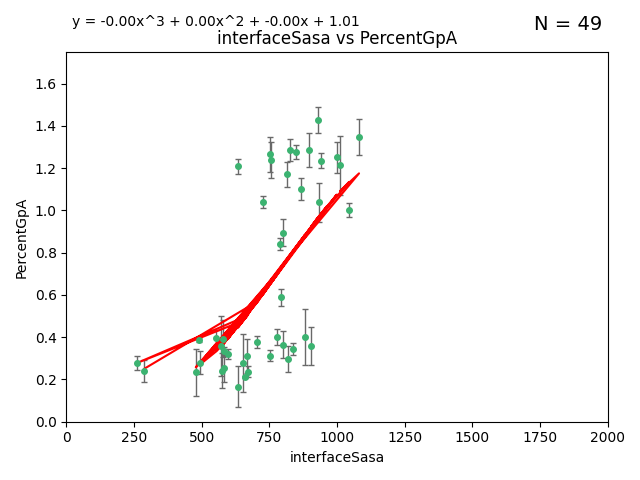 y = -0.00x^3 + 0.00x^2 + -0.00x + 1.01
N = 49
interfaceSasa vs PercentGpA
PercentGpA
1.6
1.4
1.2
1.0
0.8
0.6
0.4
0.2
0.0
0 250 500 750 1000 1250 1500 1750 2000
interfaceSasa